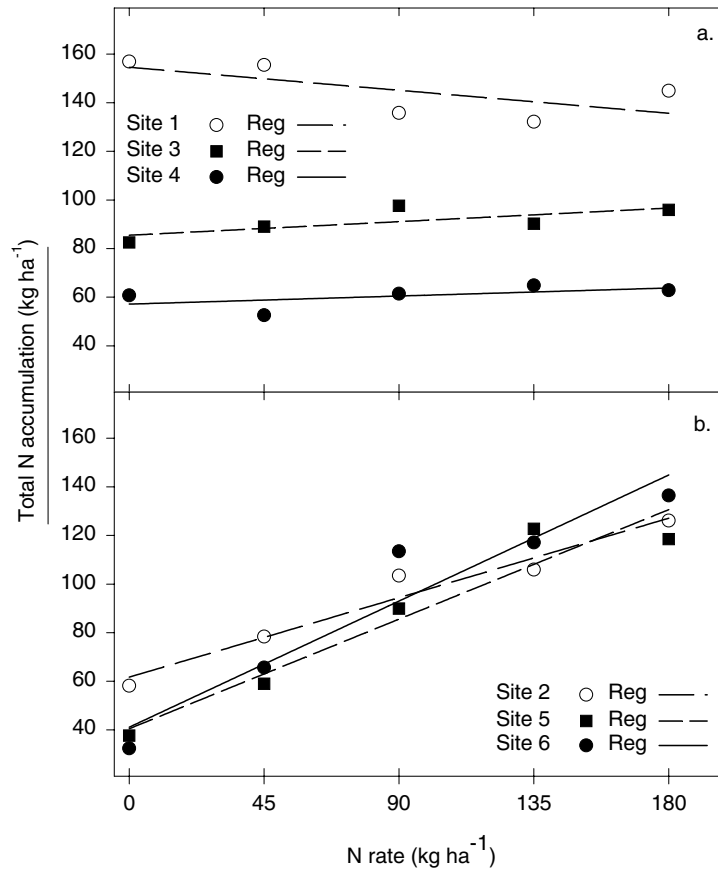 a.
160
140
120
100
80
60
40
Site 1 Reg
Site 3 Reg
Site 4 Reg
Total N accumulation (kg ha-1)
b.
160
140
120
100
80
60
40
Site 2 Reg
Site 5 Reg
Site 6 Reg
0 45 90 135 180
N rate (kg ha-1)